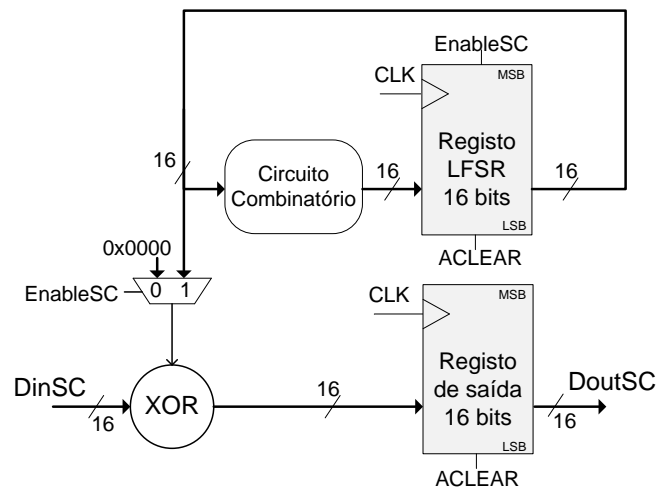 EnableSC
CLK
MSB
Registo
LFSR
16 bits
LSB
ACLEAR
16
Circuito
Combinatório
16
16
0x0000
EnableSC
0 1
CLK
MSB
Registo
de saída
16 bits
LSB
ACLEAR
DinSC
16
XOR
16
DoutSC
16